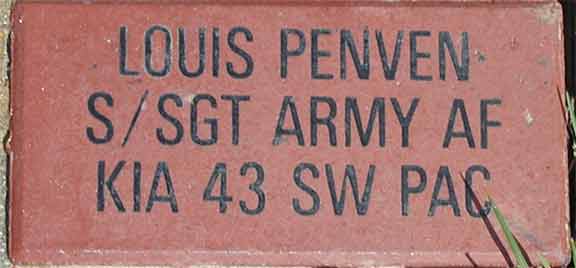 LOUIS PENVEN
S/SGT ARMY AF
KIA 43 SW PAC